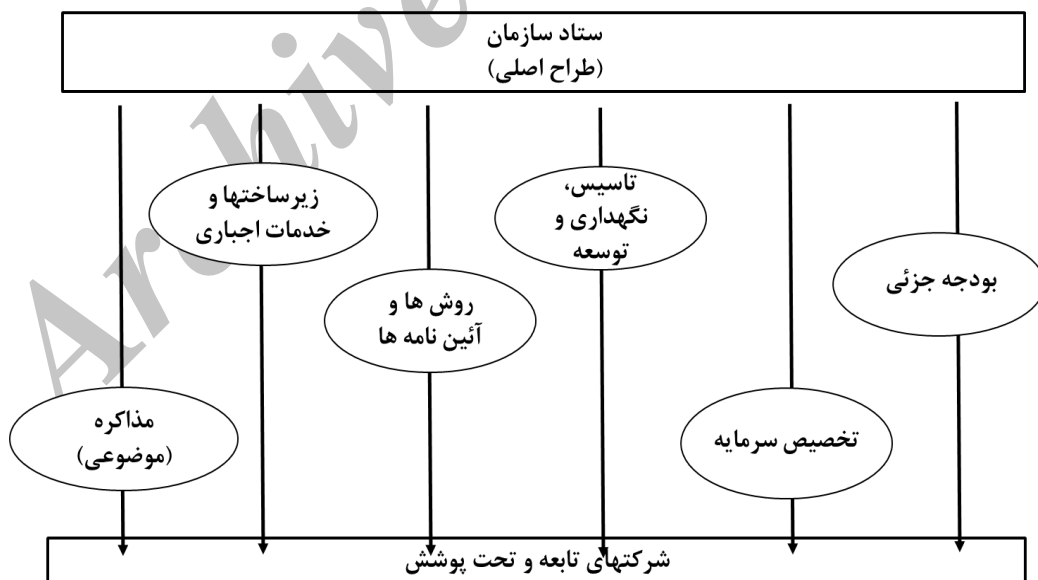 ستاد سازمان
(طراح اصلی)
بودجه جزئی
تخصیص سرمایه
تاسیس،
نگهداری و
توسعه
روش ها و
آئین نامه ها
زیرساختها و
خدمات اجباری
مذاکره
(موضوعی)
شرکتهای تابعه و تحت پوشش
Archive